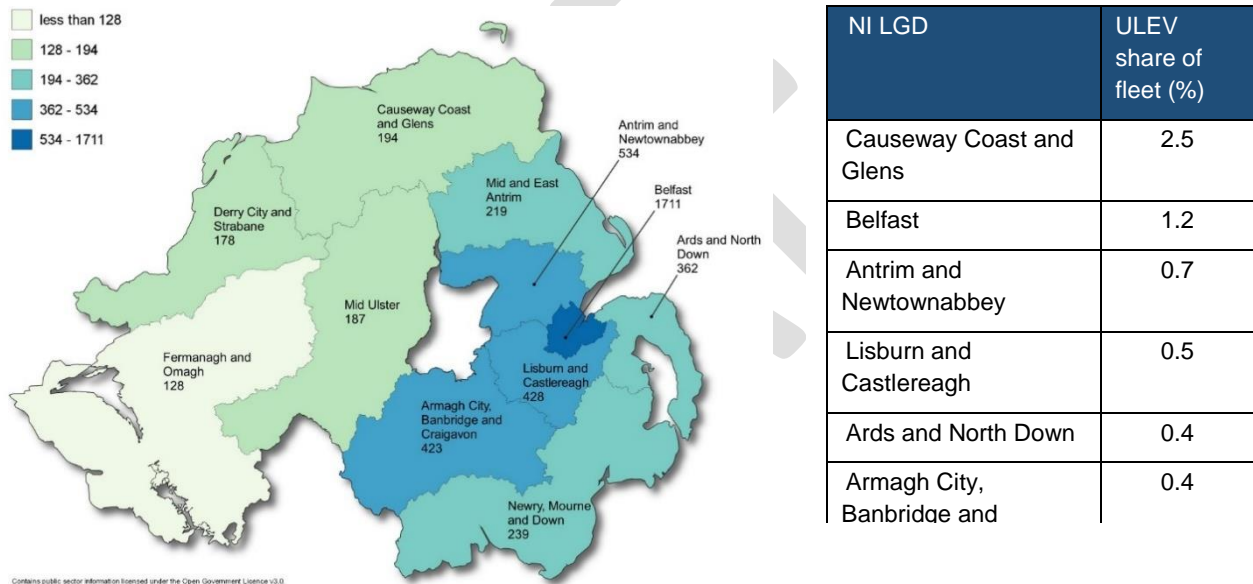 less than 128
128 - 194
194 - 362
362 - 534
534 - 1711
Causeway Coast
and Glens
194
Antrim and
Newtownabbey
534
Mid and East
Antrim
219
Belfast
1711
Derry City and
Strabane
178
Ards and North
Down
362
Mid Ulster
187
Fermanagh and
Omagh
128
Lisburn and
Castlereagh
428
Armagh City,
Banbridge and
Craigavon
423
Newry, Mourne
and Down
239
Contains public sector information licensed under the Open Government Licence v3.0
NI LGD
ULEV
share of
fleet (%)
Causeway Coast and
Glens
2.5
Belfast
1.2
Antrim and
Newtownabbey
0.7
Lisburn and
Castlereagh
0.5
Ards and North Down
0.4
Armagh City,
Banbridge and
0.4